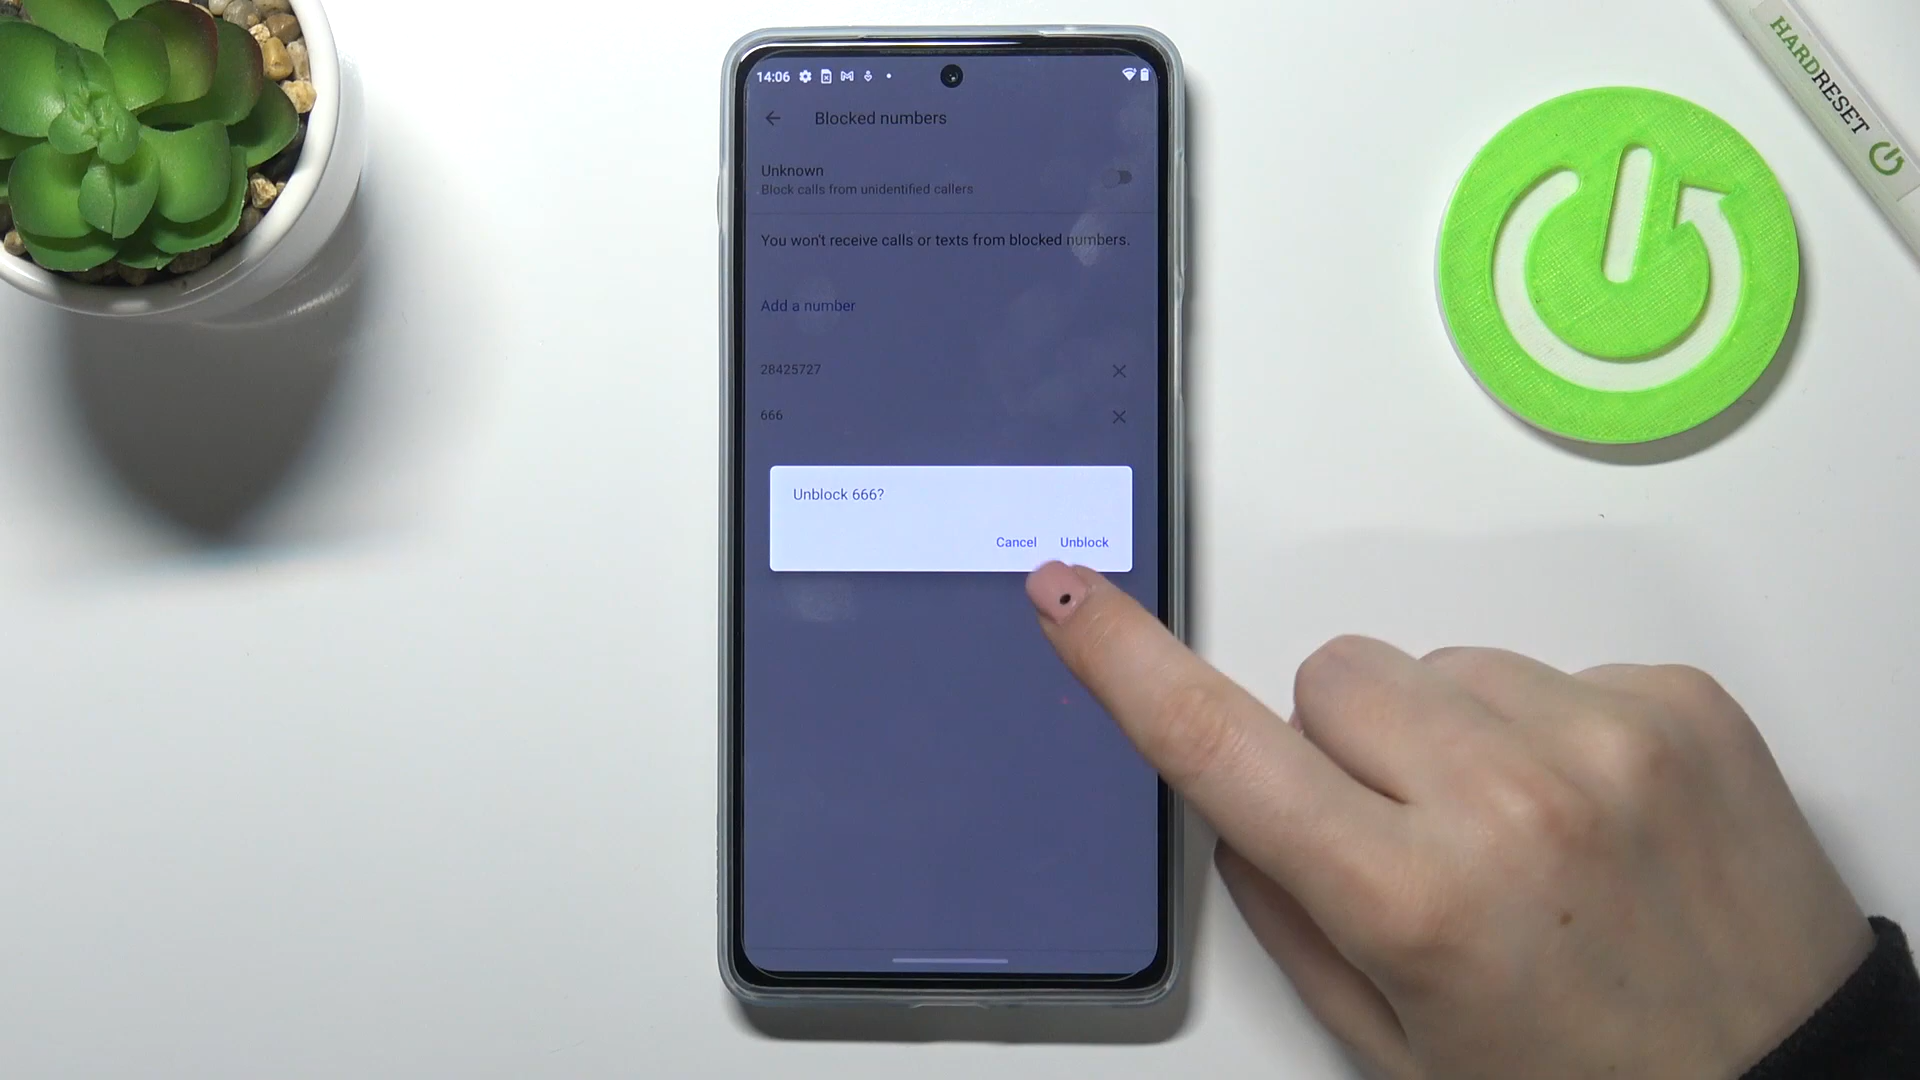 14:06
Blocked numbers
Unknown
Block calls from unidentified callers
You won't receive calls or texts from blocked numbers.
Add a number
28425727
666
Unblock 666?
Cancel
Unblock
HARDRESET